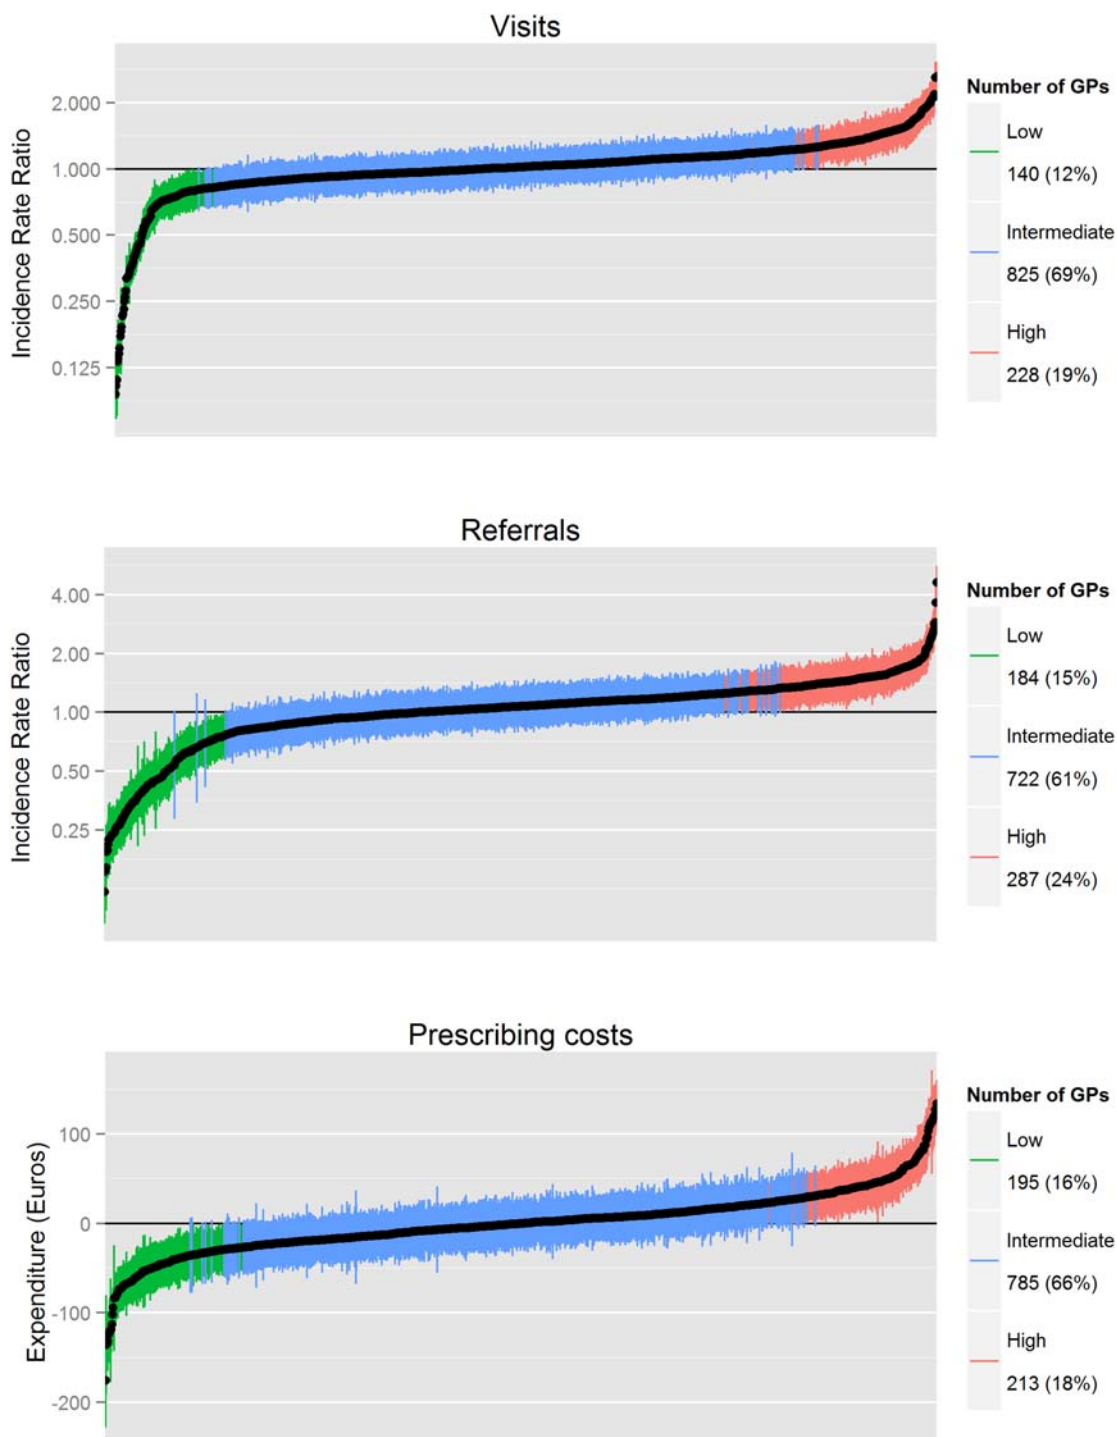 Visits
Incidence Rate Ratio
2.000
1.000
0.500
0.250
0.125
Number of GPs
Low
140 (12%)
Intermediate
825 (69%)
High
228 (19%)
Referrals
Incidence Rate Ratio
4.00
2.00
1.00
0.50
0.25
Number of GPs
Low
184 (15%)
Intermediate
722 (61%)
High
287 (24%)
Prescribing costs
Expenditure (Euros)
100
0
-100
-200
Number of GPs
Low
195 (16%)
Intermediate
785 (66%)
High
213 (18%)